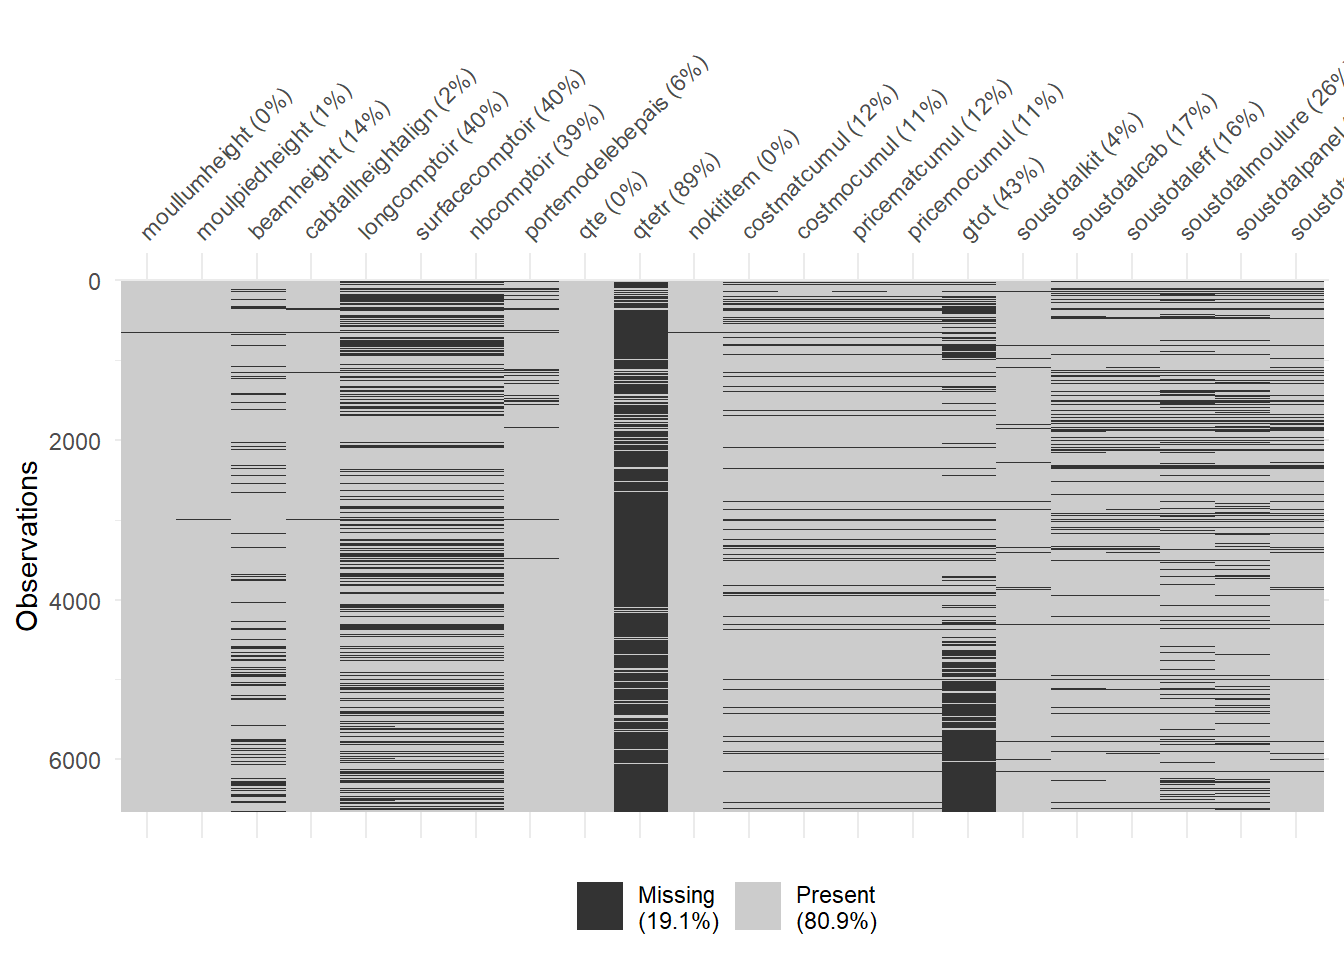 moullumheight (0%)
moulpiedheight (1%)
beamheight (14%)
cabtallheightalign (2%)
longcomptoir (40%)
surfacecomptoir (40%)
nbcomptoir (39%)
portemodelebepais (6%)
qte (0%)
qtetr (89%)
nokititem (0%)
costmatcumul (12%)
costmocumul (11%)
pricematcumul (12%)
pricemocumul (11%)
gtot (43%)
soustotalkit (4%)
soustotalcab (17%)
soustotaleff (16%)
soustotalmoulure (26%
soustotalpanel
soustot
0
2000
4000
6000
Observations
Missing
(19.1%)
Present
(80.9%)